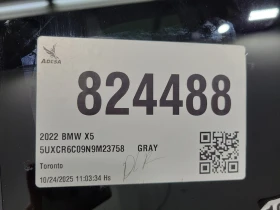 ADESA
824488
2022 BMW X5
5UXCR6C09N9M23758 GRAY
Toronto
10/24/2025 11:03:34 Hs